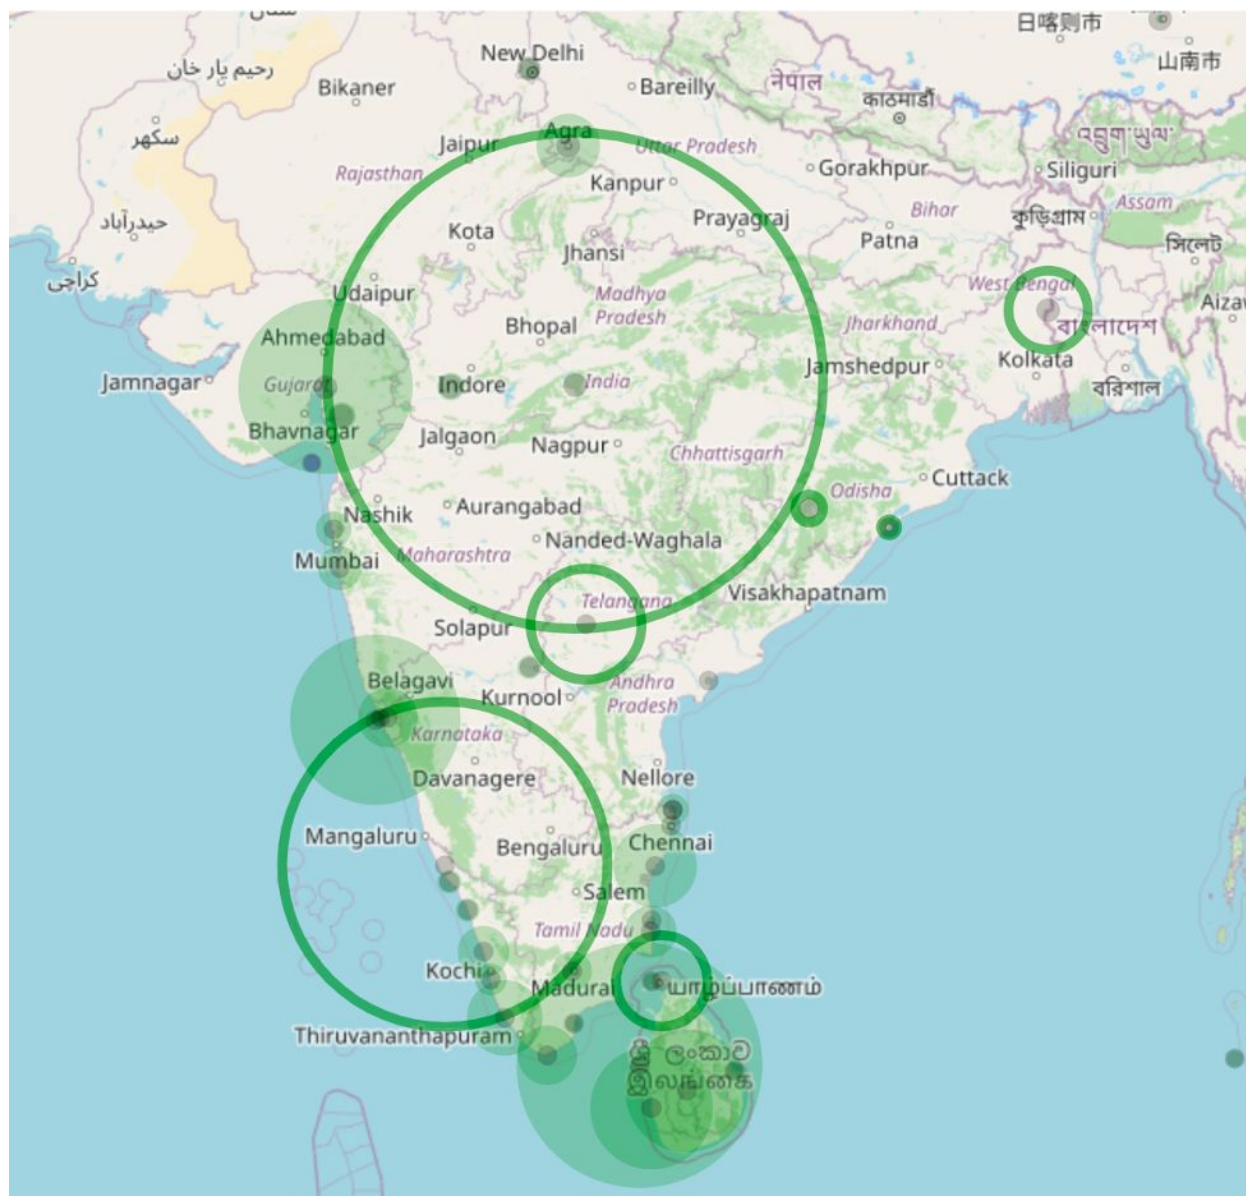 日喀则市
New Delhi
山南市
رحیم یار خان
Bikaner
Bareilly
नेपाल
काठमाडौँ
سکھر
Agra
འབྲུག་ཡུལ་
Jaipur
Uttar Pradesh
Rajasthan
Gorakhpur
Siliguri
Kanpur
Assam
حیدرآباد
Prayagraj
Bihar
কুড়িগ্রাম
Kota
Patna
সিলেট
Jhansi
کراچی
West Bengal
Udaipur
Madhya
Pradesh
Aizaw
Ahmedabad
Bhopal
Jharkhand
বাংলাদেশ
Kolkata
Jamshedpur
Jamnagar
Gujarat
Indore
India
বরিশাল
Bhavnagar
Jalgaon
Nagpur
Chhattisgarh
Cuttack
Odisha
Nashik
Aurangabad
Nanded-Waghala
Mumbai
Maharashtra
Visakhapatnam
Telangana
Solapur
Belagavi
Kurnool
Andhra
Pradesh
Karnataka
Davanagere
Nellore
Mangaluru
Bengaluru
Chennai
Salem
Tamil Nadu
Kochi
Madurai
யாழ்ப்பாணம்
Thiruvananthapuram
ශ්‍රී ලංකාව
இலங்கை